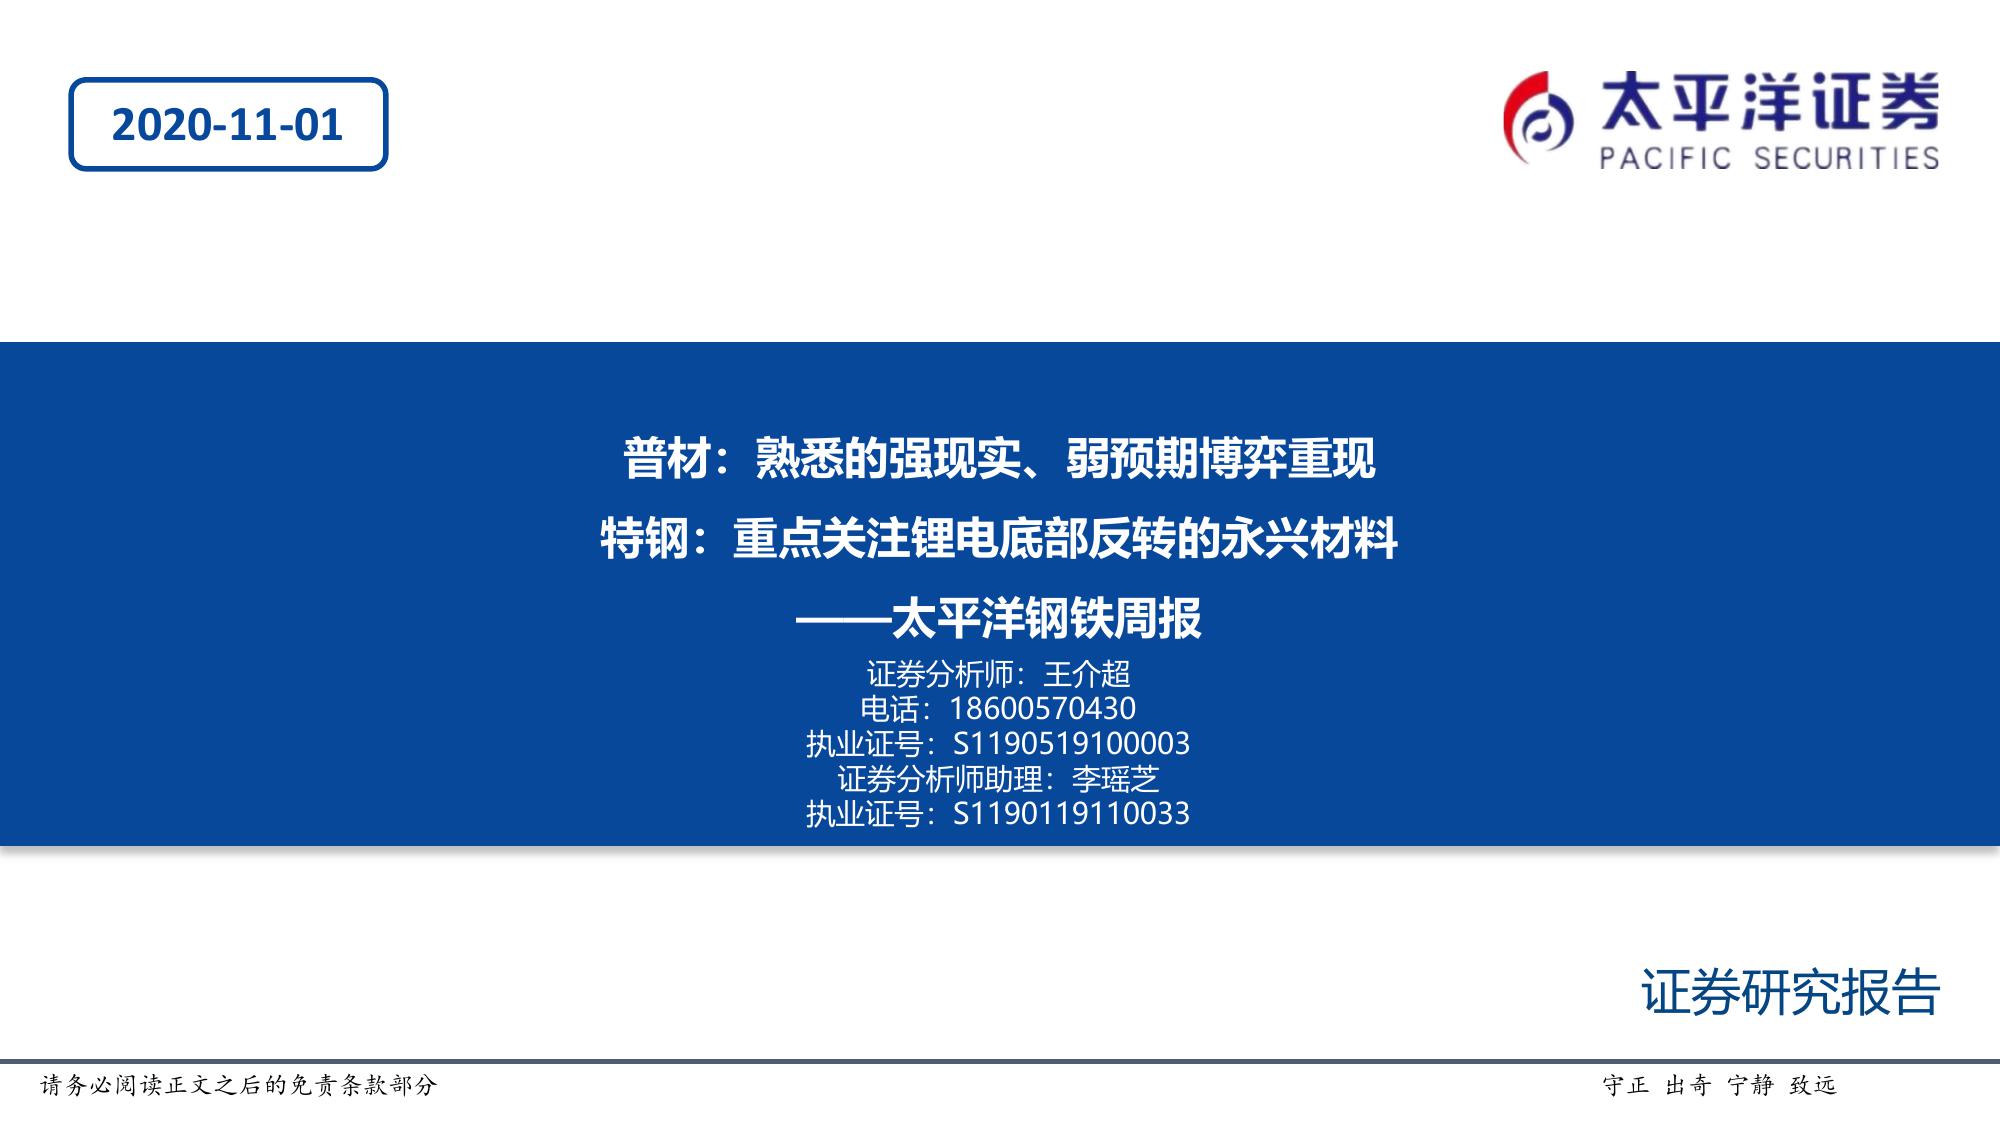 2020-11-01
太平洋证券
PACIFIC SECURITIES
普材：熟悉的强现实、弱预期博弈重现
特钢：重点关注锂电底部反转的永兴材料
——太平洋钢铁周报
证券分析师：王介超
电话：18600570430
执业证号：S1190519100003
证券分析师助理：李瑶芝
执业证号：S1190119110033
证券研究报告
请务必阅读正文之后的免责条款部分
守正 出奇 宁静 致远